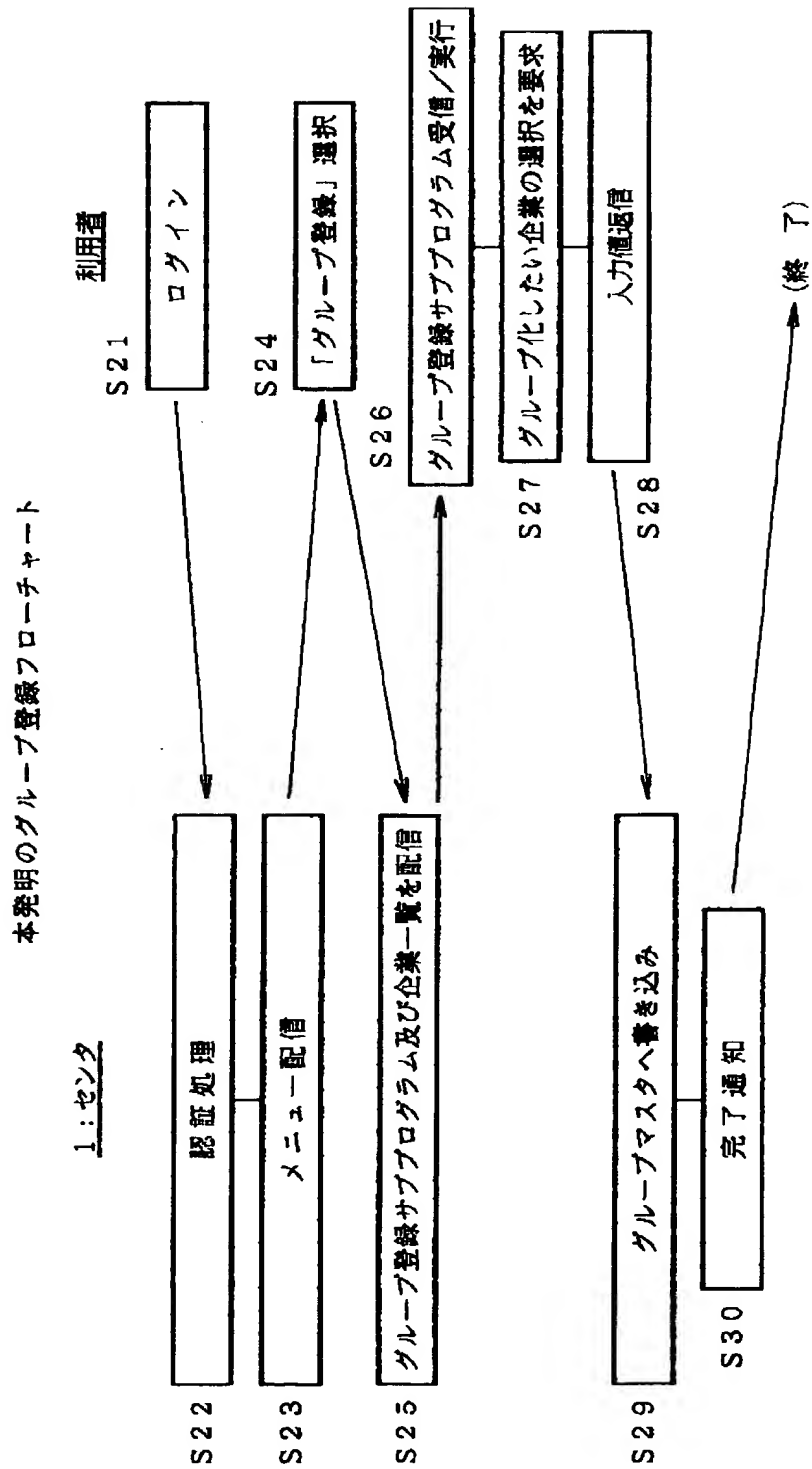 本発明のグループ登録フローチャート
1:センタ
利用者
S21
ログイン
S22
認証処理
S23
メニュー配信
S24
「グループ登録」選択
S25
グループ登録サブプログラム及び企業一覧を配信
S26
グループ登録サブプログラム受信/実行
S27
グループ化したい企業の選択を要求
S28
入力値返信
S29
グループマスタへ書き込み
S30
完了通知
(終 了)